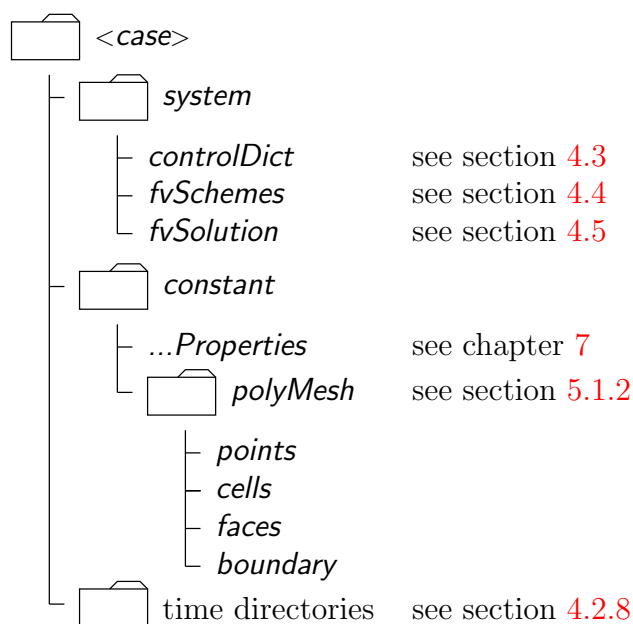 <case>
system
controlDict see section 4.3
fvSchemes see section 4.4
fvSolution see section 4.5
constant
...Properties see chapter 7
polyMesh see section 5.1.2
points
cells
faces
boundary
time directories see section 4.2.8